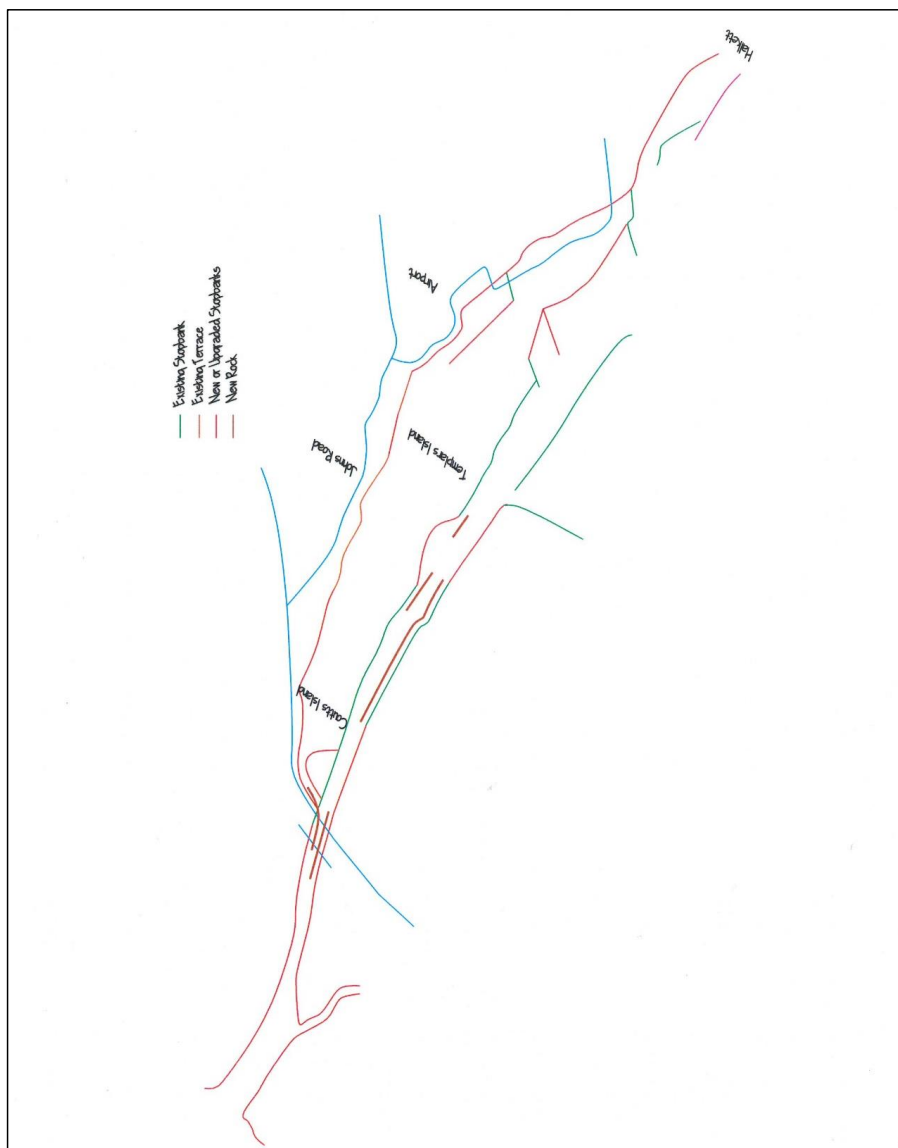 Halkett
Airport
Existing Stopbank
Existing Terrace
New or Upgraded Stopbanks
New Rock
Johns Road
Templars Island
Coutts Island